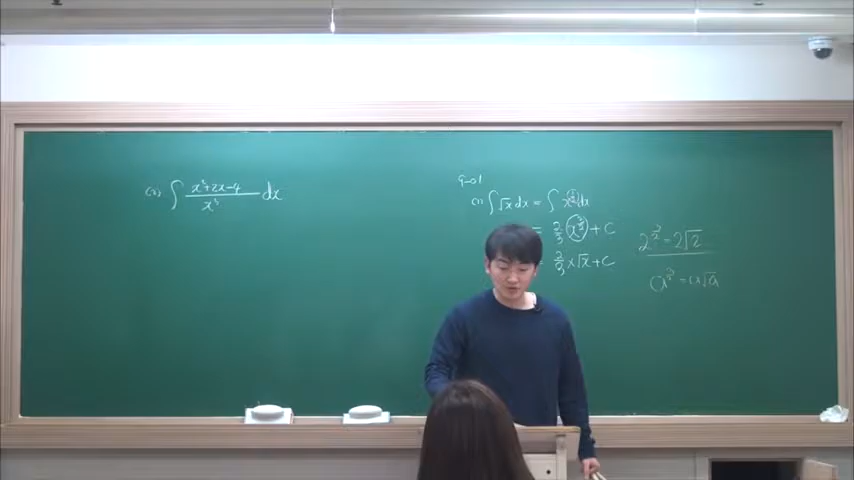 (2) ∫ (x³+2x-4)/x³ dx
9-01
(1) ∫√x dx = ∫ x^(1/2) dx
= 2/3 x^(3/2) + C
= 2/3 x√x + C
2^(3/2) = 2√2
a^(3/2) = a√a